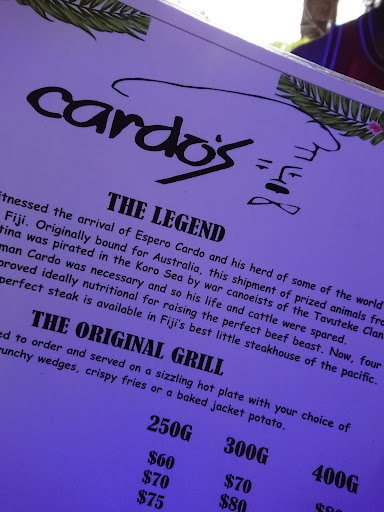 cardo's
THE LEGEND
itnessed the arrival of Espero Cardo and his herd of some of the world
Fiji. Originally bound for Australia, this shipment of prized animals fr
tina was pirated in the Koro Sea by war canoeists of the Tavuteke Clan
man Cardo was necessary and so his life and cattle were spared.
proved ideally nutritional for raising the perfect beef beast. Now, four
perfect steak is available in Fiji's best little steakhouse of the pacific.
THE ORIGINAL GRILL
ed to order and served on a sizzling hot plate with your choice of
runchy wedges, crispy fries or a baked jacket potato.
250G 300G 400G
$60 $70
$70 $80
$75